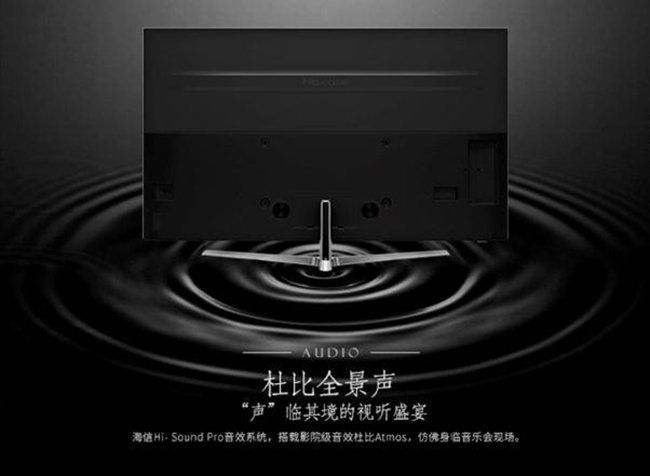 Hisense
AUDIO
杜比全景声
“声”临其境的视听盛宴
海信Hi-Sound Pro音效系统，搭载影院级音效杜比Atmos，仿佛身临音乐会现场。